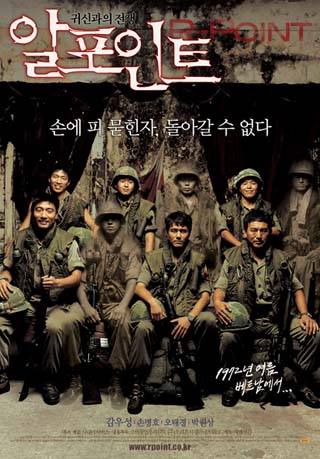 귀신과의 전쟁
R-POINT
알포인트
손에 피 묻힌자, 돌아갈 수 없다
1972년 여름
베트남에서...
감우성·손병호·오태경·박원상
www.rpoint.co.kr